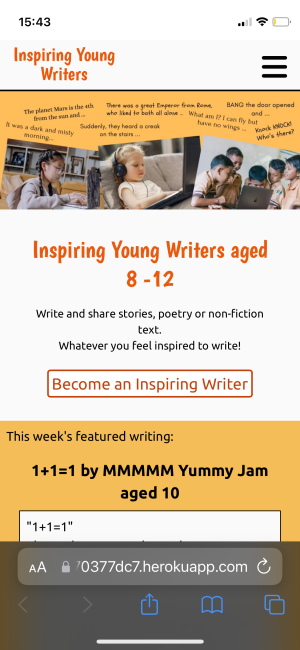 15:43
Inspiring Young
Writers
The planet Mars is the 4th
from the sun and ...
There was a great Emperor from Rome,
who liked to bath all alone ...
BANG the door opened
and ...
It was a dark and misty
morning...
Suddenly, they heard a creak
on the stairs ...
What am I? I can fly but
have no wings ...
Knock KNOCK!
Who's there?
Inspiring Young Writers aged
8 -12
Write and share stories, poetry or non-fiction
text.
Whatever you feel inspired to write!
Become an Inspiring Writer
This week's featured writing:
1+1=1 by MMMMM Yummy Jam
aged 10
"1+1=1"
AA 70377dc7.herokuapp.com